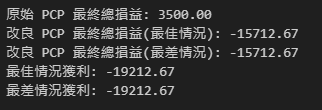 原始 PCP 最終總損益: 3500.00
改良 PCP 最終總損益(最佳情況): -15712.67
改良 PCP 最終總損益(最差情況): -15712.67
最佳情況獲利: -19212.67
最差情況獲利: -19212.67